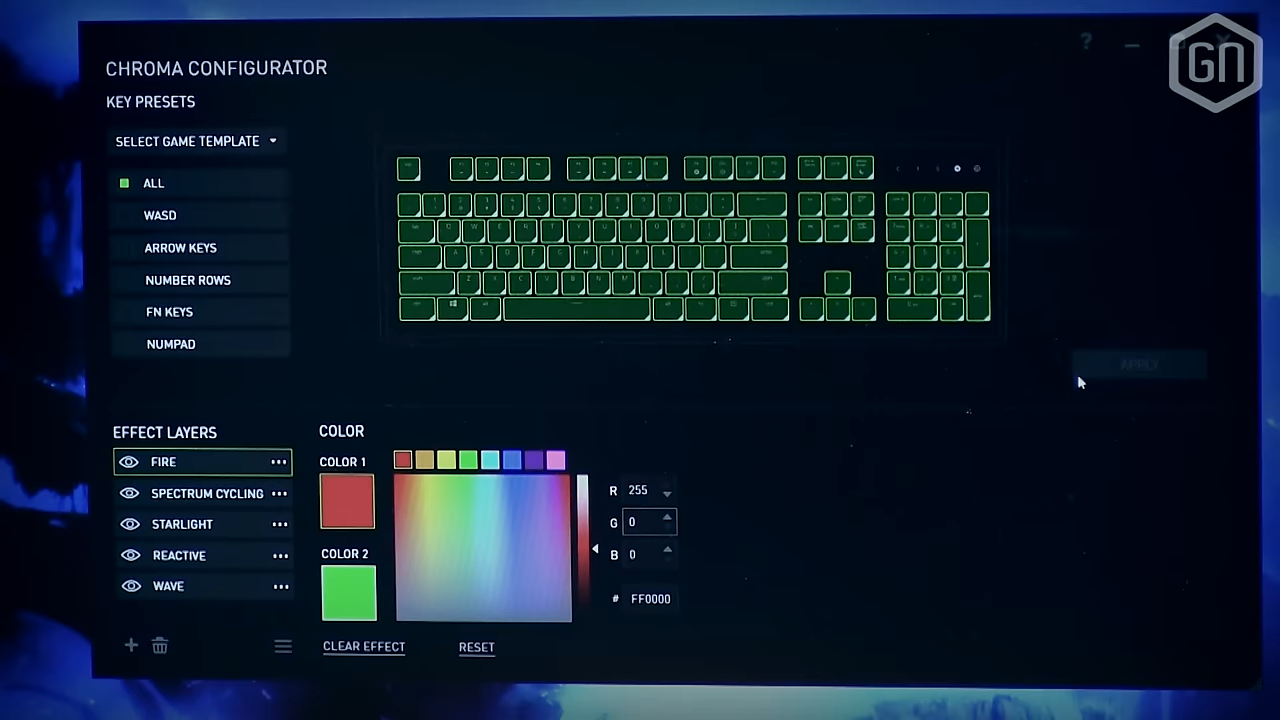 GN
?
CHROMA CONFIGURATOR
KEY PRESETS
SELECT GAME TEMPLATE
ALL
WASD
ARROW KEYS
NUMBER ROWS
FN KEYS
NUMPAD
Q W E R T Y U I O P
A S D F G H J K L
Z X C V B N M
APPLY
EFFECT LAYERS
FIRE
SPECTRUM CYCLING
STARLIGHT
REACTIVE
WAVE
COLOR
COLOR 1
COLOR 2
R 255
G 0
B 0
# FF0000
CLEAR EFFECT
RESET